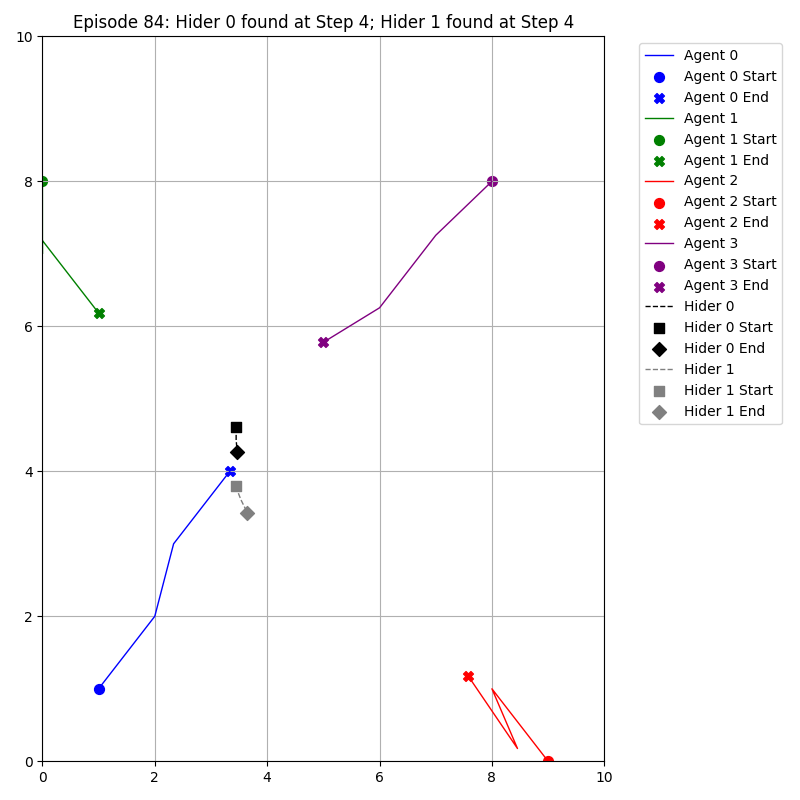 Episode 84: Hider 0 found at Step 4; Hider 1 found at Step 4
10
8
6
4
2
0
0 2 4 6 8 10
Agent 0
Agent 0 Start
Agent 0 End
Agent 1
Agent 1 Start
Agent 1 End
Agent 2
Agent 2 Start
Agent 2 End
Agent 3
Agent 3 Start
Agent 3 End
Hider 0
Hider 0 Start
Hider 0 End
Hider 1
Hider 1 Start
Hider 1 End